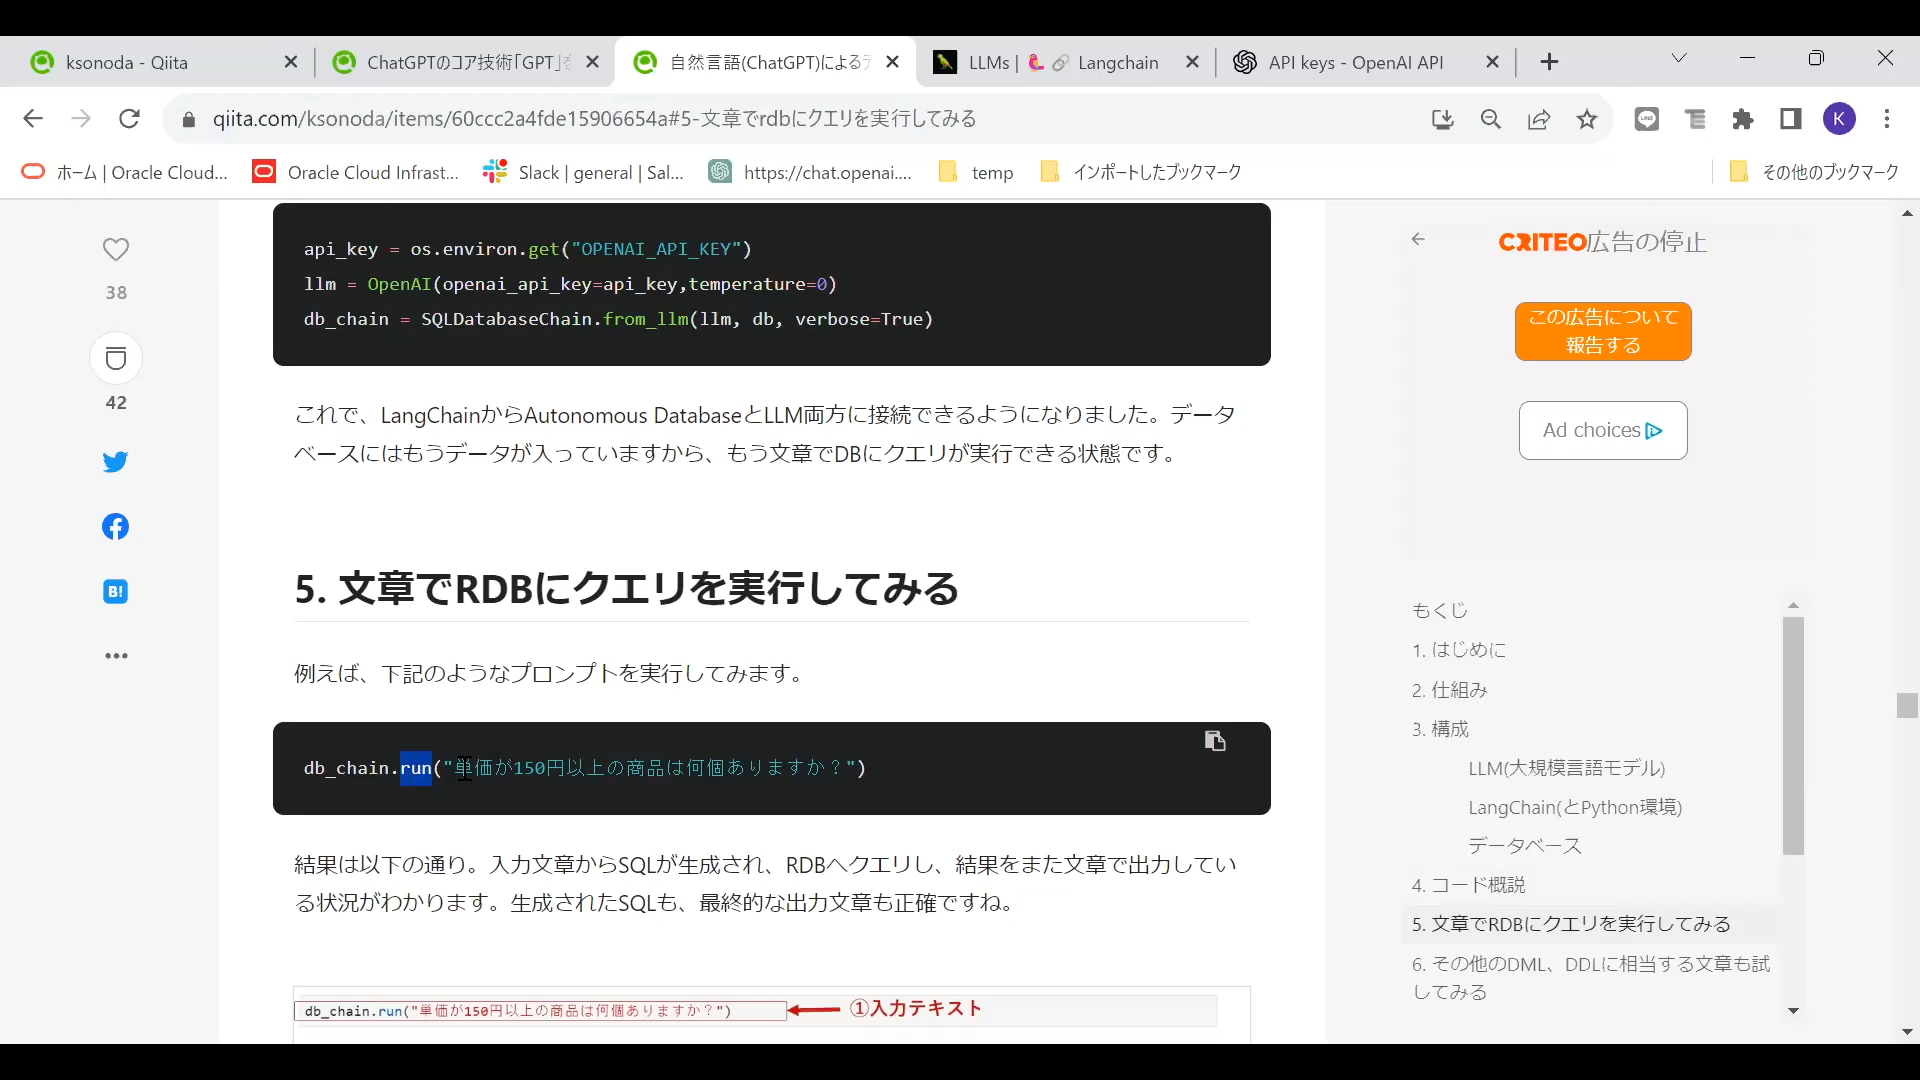 ksonoda - Qiita
ChatGPTのコア技術「GPT」を
自然言語(ChatGPT)によるデ
LLMs | 🦜️🔗 Langchain
API keys - OpenAI API
qiita.com/ksonoda/items/60ccc2a4fde15906654a#5-文章でrdbにクエリを実行してみる
K
ホーム | Oracle Cloud...
Oracle Cloud Infrast...
Slack | general | Sal...
https://chat.openai....
temp
インポートしたブックマーク
その他のブックマーク
38
42
B!
api_key = os.environ.get("OPENAI_API_KEY")
llm = OpenAI(openai_api_key=api_key,temperature=0)
db_chain = SQLDatabaseChain.from_llm(llm, db, verbose=True)
これで、LangChainからAutonomous DatabaseとLLM両方に接続できるようになりました。データ
ベースにはもうデータが入っていますから、もう文章でDBにクエリが実行できる状態です。
5. 文章でRDBにクエリを実行してみる
例えば、下記のようなプロンプトを実行してみます。
db_chain.run("単価が150円以上の商品は何個ありますか？")
結果は以下の通り。入力文章からSQLが生成され、RDBへクエリし、結果をまた文章で出力してい
る状況がわかります。生成されたSQLも、最終的な出力文章も正確ですね。
db_chain.run("単価が150円以上の商品は何個ありますか？")
①入力テキスト
CRITEO広告の停止
この広告について
報告する
Ad choices
もくじ
1. はじめに
2. 仕組み
3. 構成
LLM(大規模言語モデル)
LangChain(とPython環境)
データベース
4. コード概説
5. 文章でRDBにクエリを実行してみる
6. その他のDML、DDLに相当する文章も試
してみる